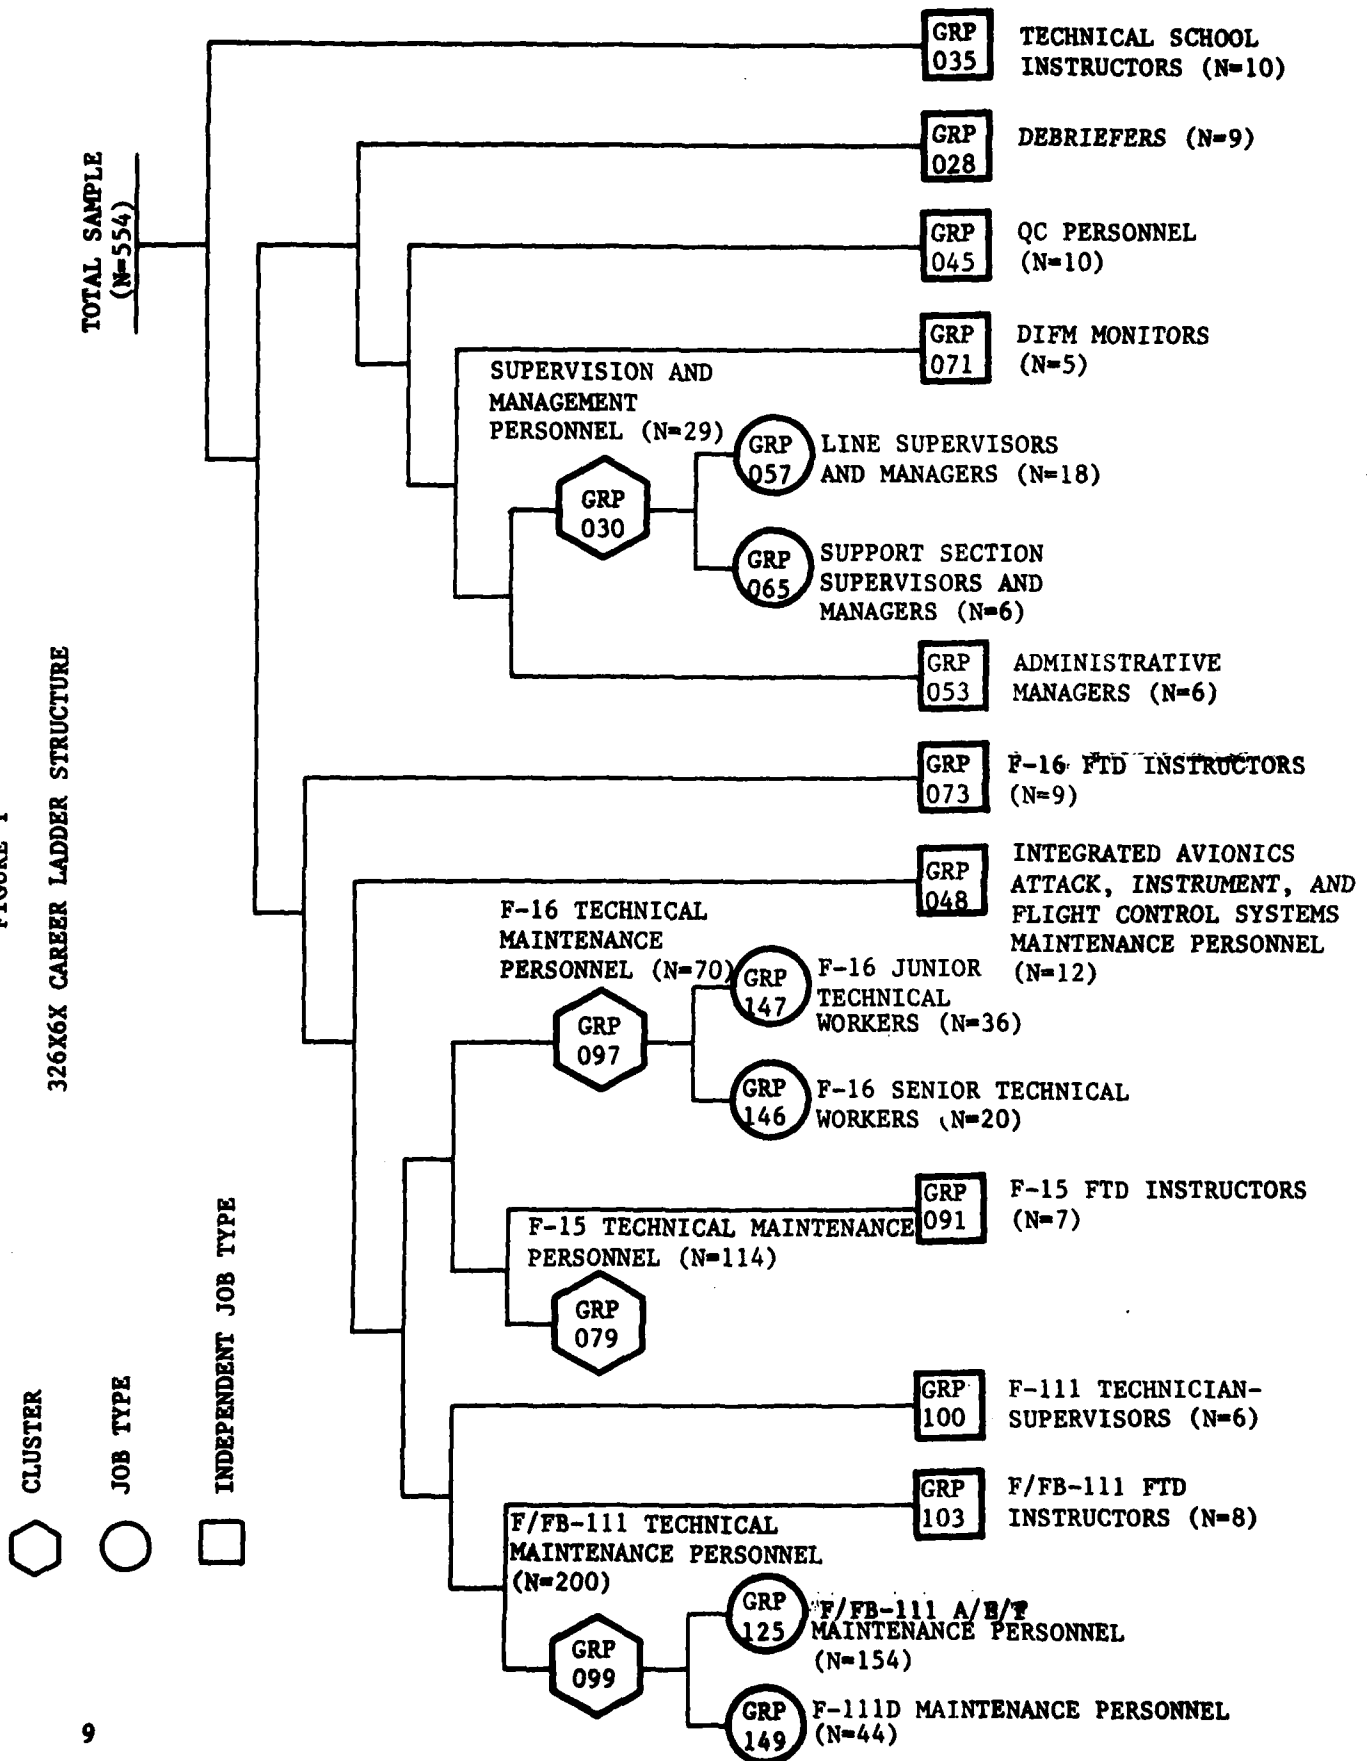 FIGURE 1
326X6X CAREER LADDER STRUCTURE
TOTAL SAMPLE
(N=554)
GRP
035
TECHNICAL SCHOOL
INSTRUCTORS (N=10)
GRP
028
DEBRIEFERS (N=9)
GRP
045
QC PERSONNEL
(N=10)
GRP
071
DIFM MONITORS
(N=5)
SUPERVISION AND
MANAGEMENT
PERSONNEL (N=29)
GRP
030
GRP
057
LINE SUPERVISORS
AND MANAGERS (N=18)
GRP
065
SUPPORT SECTION
SUPERVISORS AND
MANAGERS (N=6)
GRP
053
ADMINISTRATIVE
MANAGERS (N=6)
GRP
073
F-16 FTD INSTRUCTORS
(N=9)
GRP
048
INTEGRATED AVIONICS
ATTACK, INSTRUMENT, AND
FLIGHT CONTROL SYSTEMS
MAINTENANCE PERSONNEL
(N=12)
F-16 TECHNICAL
MAINTENANCE
PERSONNEL (N=70)
GRP
097
GRP
147
F-16 JUNIOR
TECHNICAL
WORKERS (N=36)
GRP
146
F-16 SENIOR TECHNICAL
WORKERS (N=20)
GRP
091
F-15 FTD INSTRUCTORS
(N=7)
F-15 TECHNICAL MAINTENANCE
PERSONNEL (N=114)
GRP
079
GRP
100
F-111 TECHNICIAN-
SUPERVISORS (N=6)
GRP
103
F/FB-111 FTD
INSTRUCTORS (N=8)
F/FB-111 TECHNICAL
MAINTENANCE PERSONNEL
(N=200)
GRP
099
GRP
125
F/FB-111 A/E/F
MAINTENANCE PERSONNEL
(N=154)
GRP
149
F-111D MAINTENANCE PERSONNEL
(N=44)
CLUSTER
JOB TYPE
INDEPENDENT JOB TYPE
9